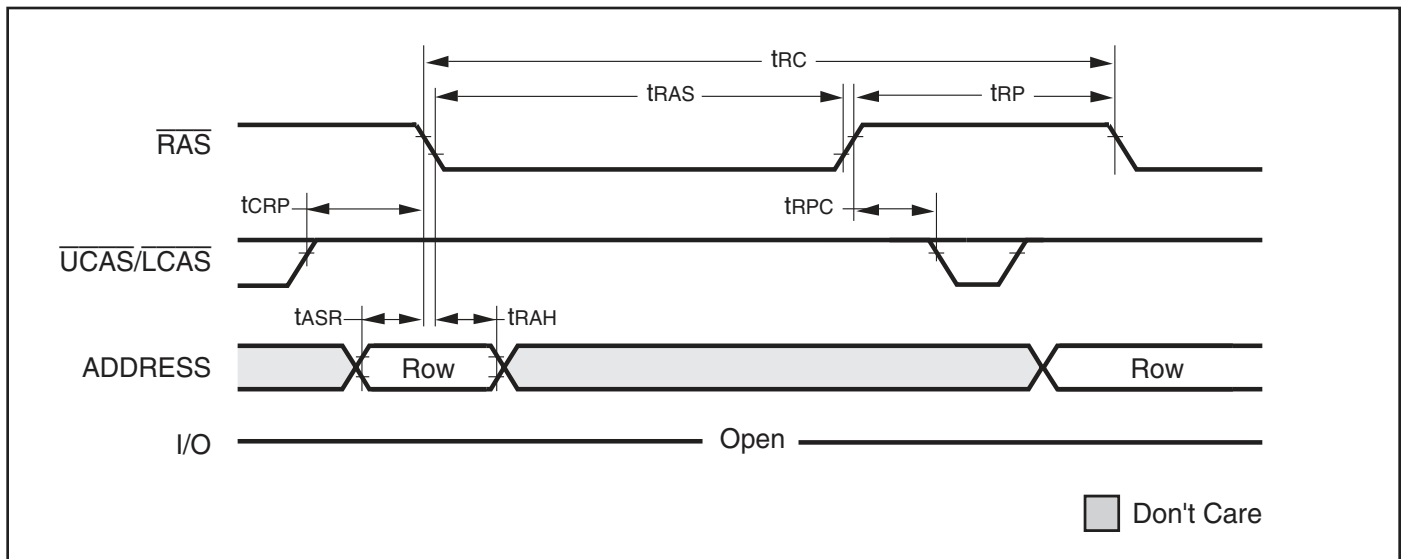 tRC
tRAS
tRP
RAS
tCRP
tRPC
UCAS/LCAS
tASR
tRAH
ADDRESS
Row
Row
I/O
Open
Don't Care